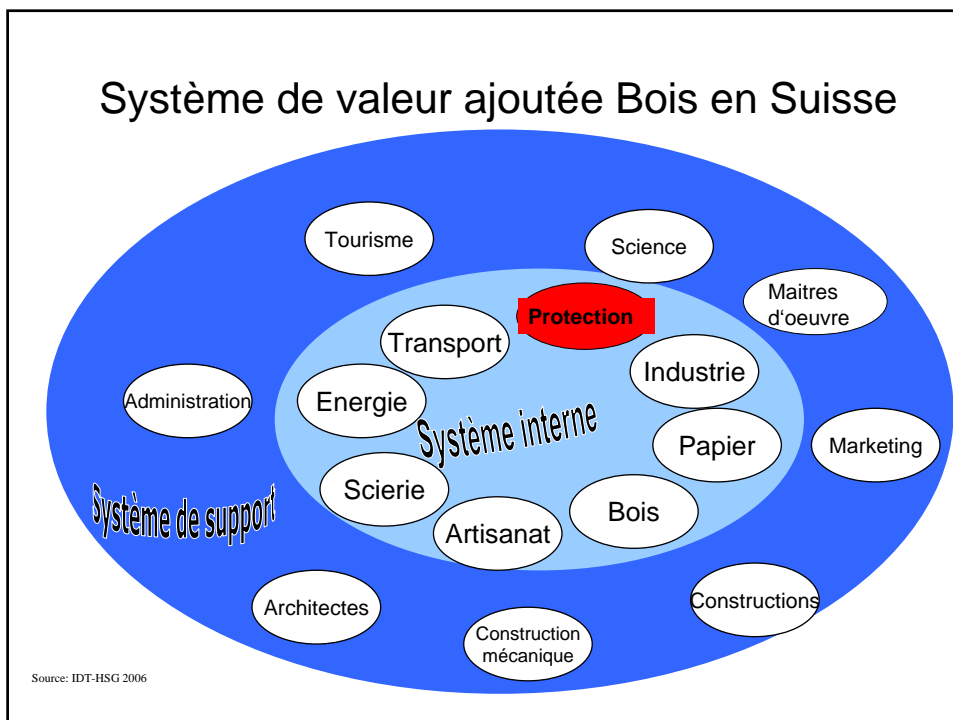 Système de valeur ajoutée Bois en Suisse
Tourisme
Science
Maitres
d‘oeuvre
Protection
Transport
Industrie
Administration
Energie
Système interne
Papier
Marketing
Scierie
Système de support
Bois
Artisanat
Architectes
Constructions
Construction
mécanique
Source: IDT-HSG 2006